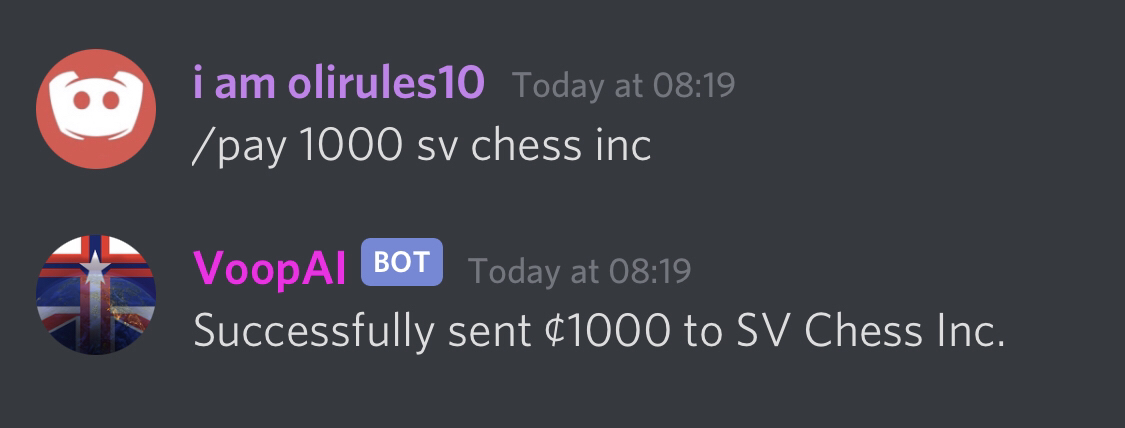 i am olirules10 Today at 08:19
/pay 1000 sv chess inc
VoopAI BOT Today at 08:19
Successfully sent ¢1000 to SV Chess Inc.